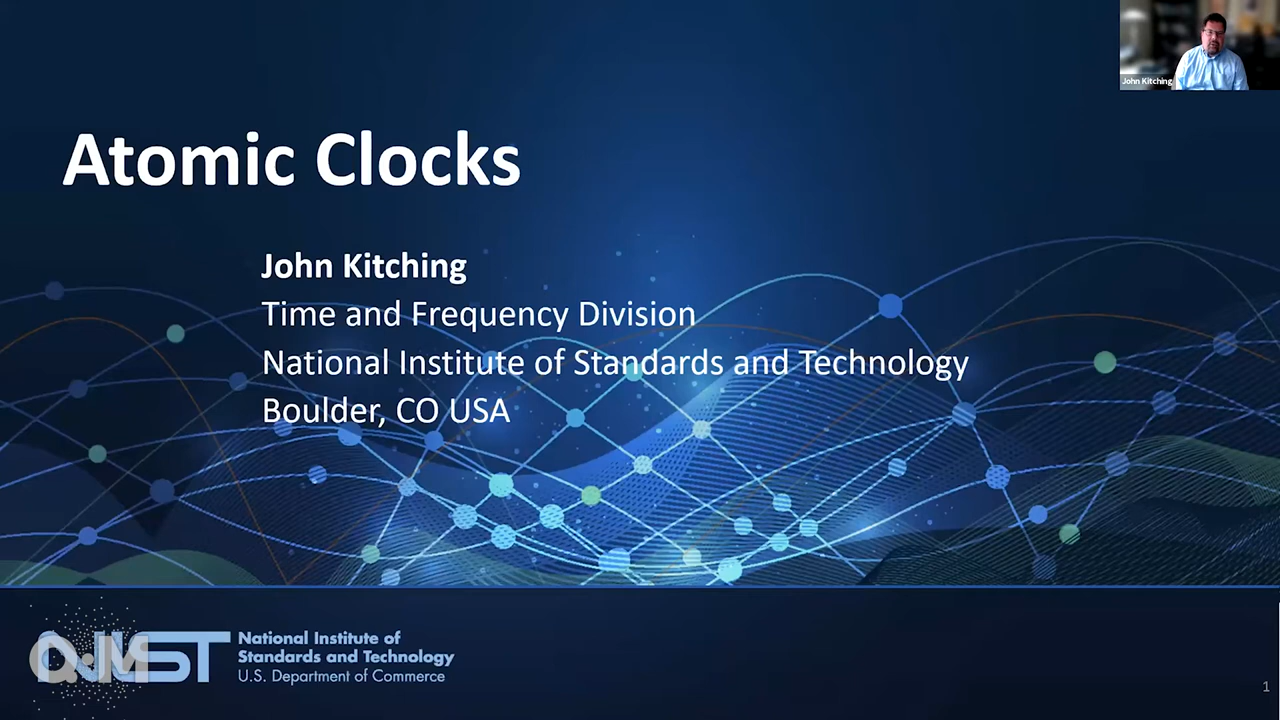 John Kitching
Atomic Clocks
John Kitching
Time and Frequency Division
National Institute of Standards and Technology
Boulder, CO USA
NIST
National Institute of
Standards and Technology
U.S. Department of Commerce
1